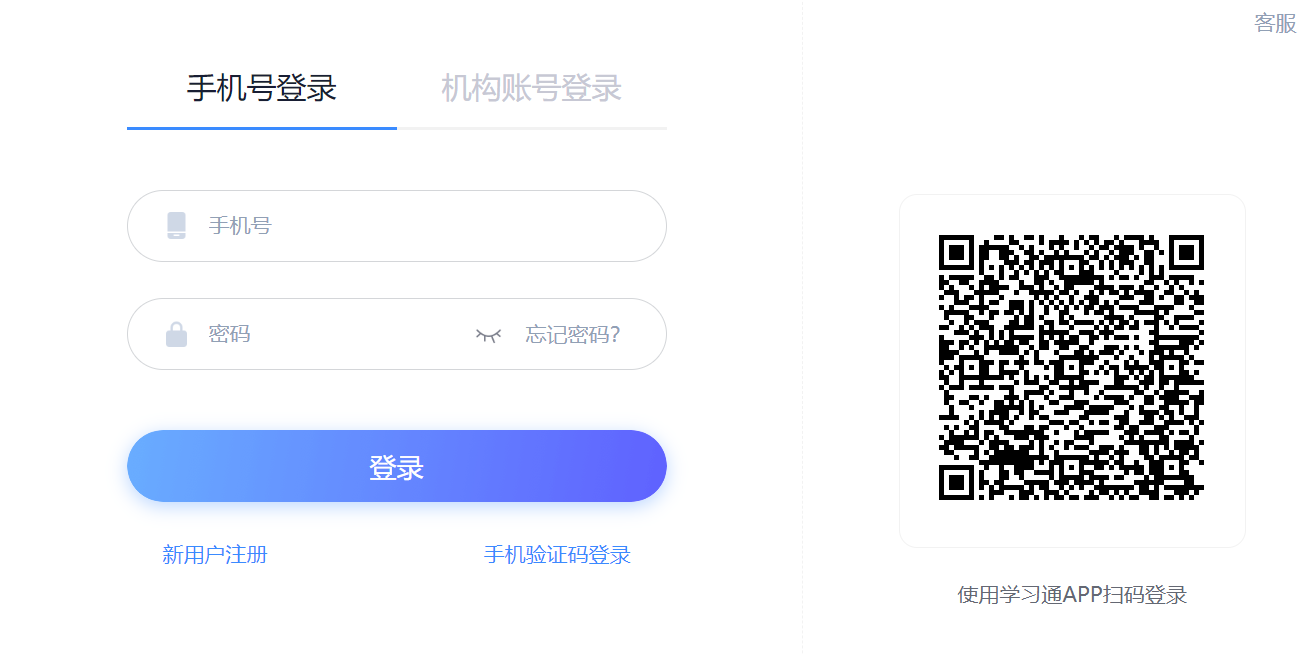 客服
手机号登录
机构账号登录
手机号
密码
忘记密码?
登录
新用户注册
手机验证码登录
使用学习通APP扫码登录